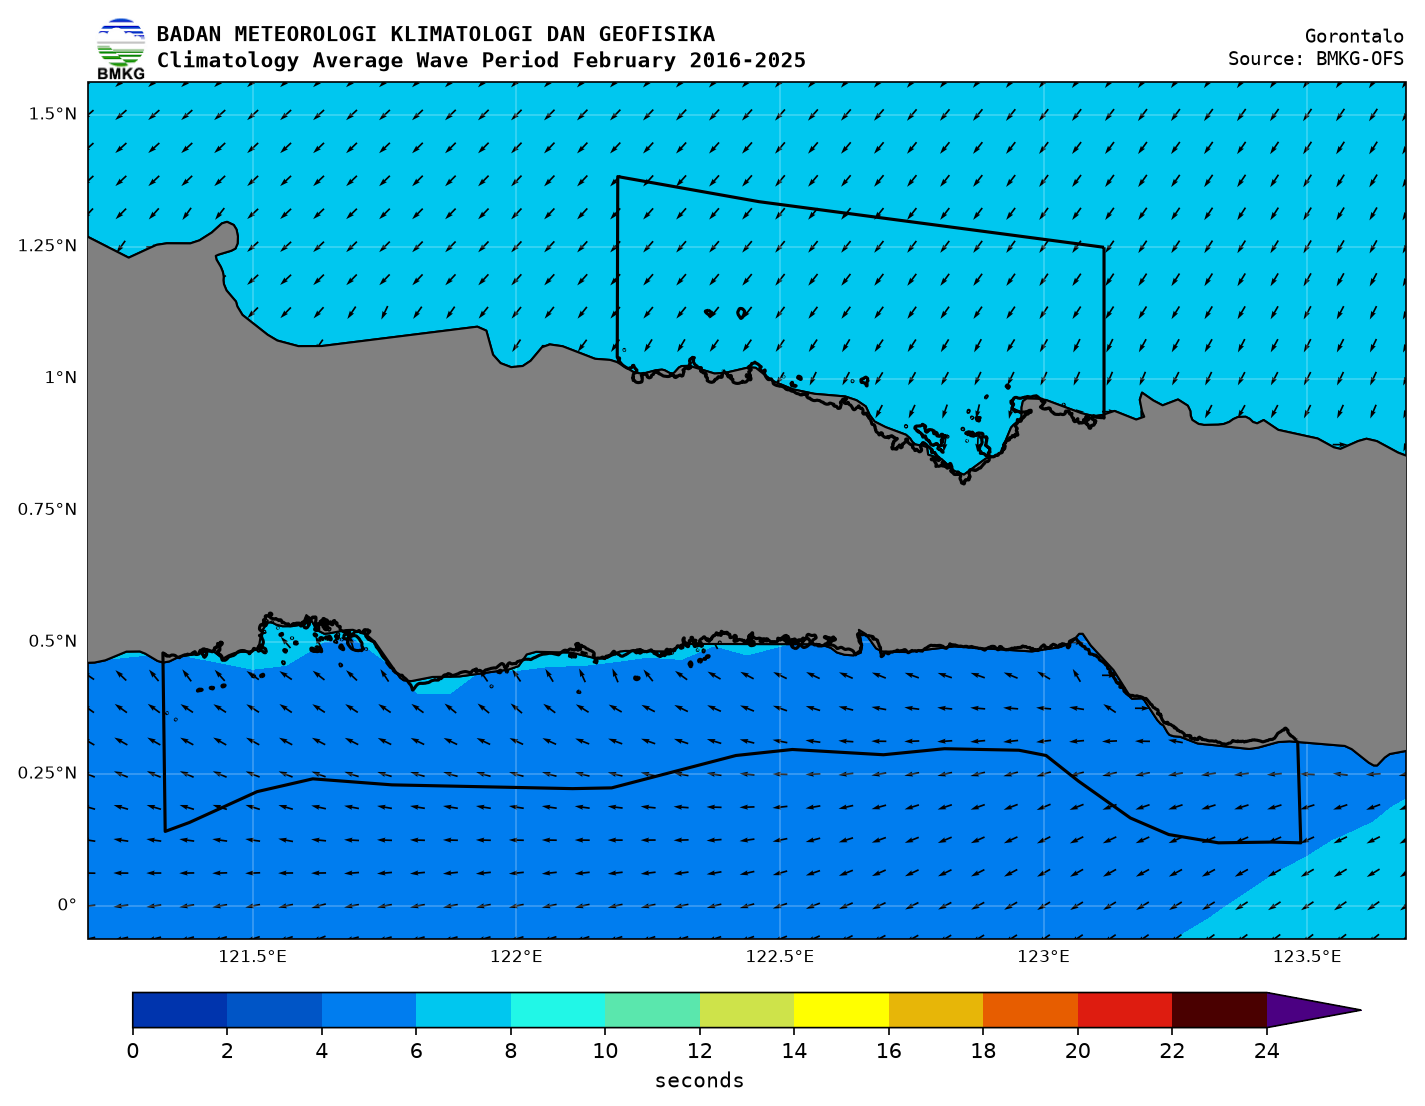 BADAN METEOROLOGI KLIMATOLOGI DAN GEOFISIKA
Climatology Average Wave Period February 2016-2025
BMKG
Gorontalo
Source: BMKG-OFS
1.5°N
1.25°N
1°N
0.75°N
0.5°N
0.25°N
0°
121.5°E 122°E 122.5°E 123°E 123.5°E
0 2 4 6 8 10 12 14 16 18 20 22 24
seconds